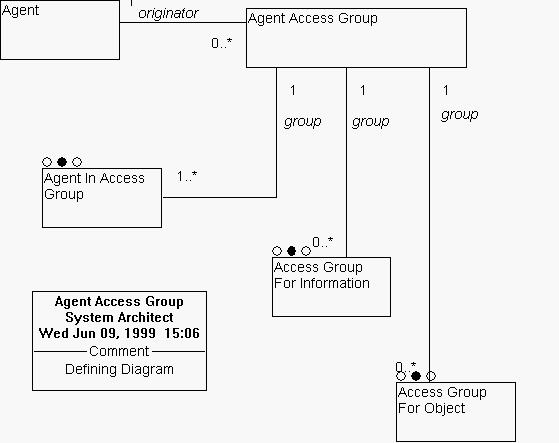 Agent
originator
0..*
Agent Access Group
1
group
1
group
1
group
Agent In Access
Group
1..*
0..*
Access Group
For Information
Agent Access Group
System Architect
Wed Jun 09, 1999 15:06
Comment
Defining Diagram
0..*
Access Group
For Object